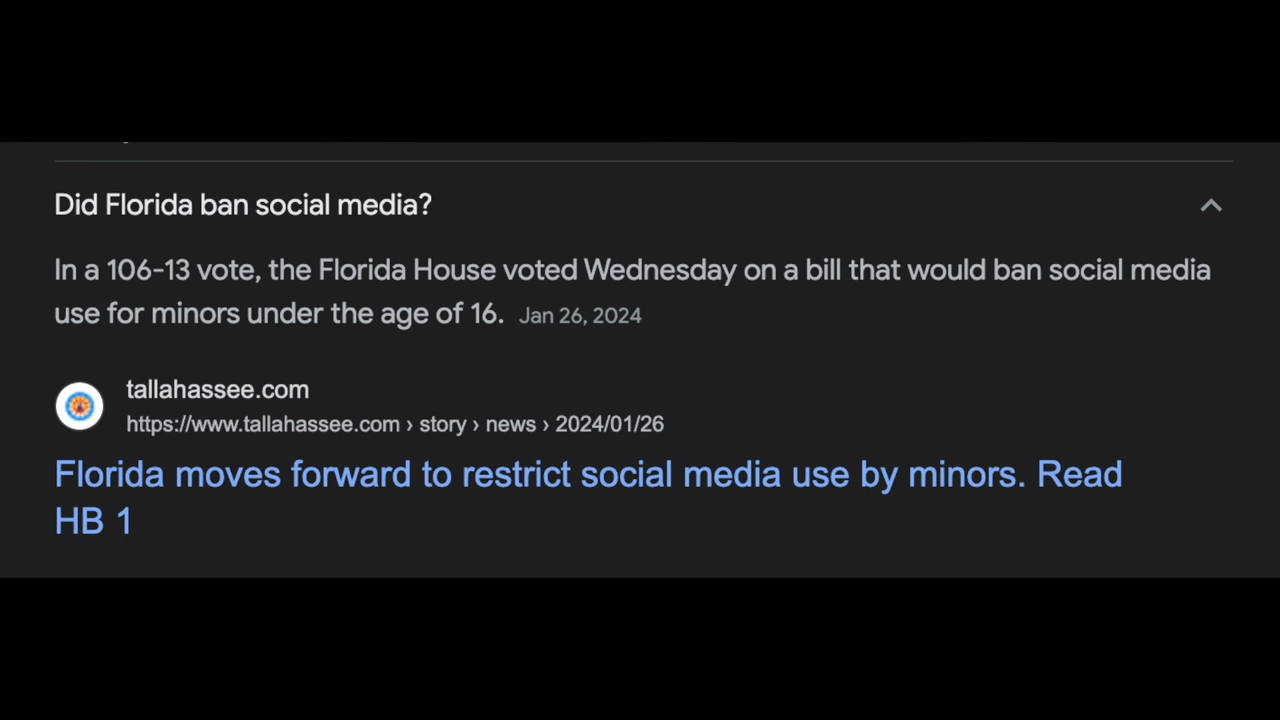 Did Florida ban social media?
In a 106-13 vote, the Florida House voted Wednesday on a bill that would ban social media
use for minors under the age of 16. Jan 26, 2024
tallahassee.com
https://www.tallahassee.com › story › news › 2024/01/26
Florida moves forward to restrict social media use by minors. Read
HB 1